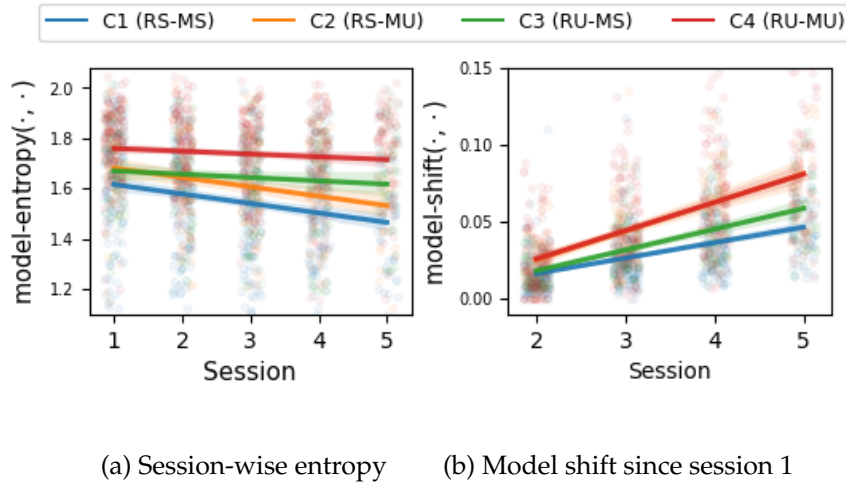 C1 (RS-MS) C2 (RS-MU) C3 (RU-MS) C4 (RU-MU)
model-entropy(·, ·)
2.0
1.8
1.6
1.4
1.2
1 2 3 4 5
Session
model-shift(·, ·)
0.15
0.10
0.05
0.00
2 3 4 5
Session
(a) Session-wise entropy (b) Model shift since session 1